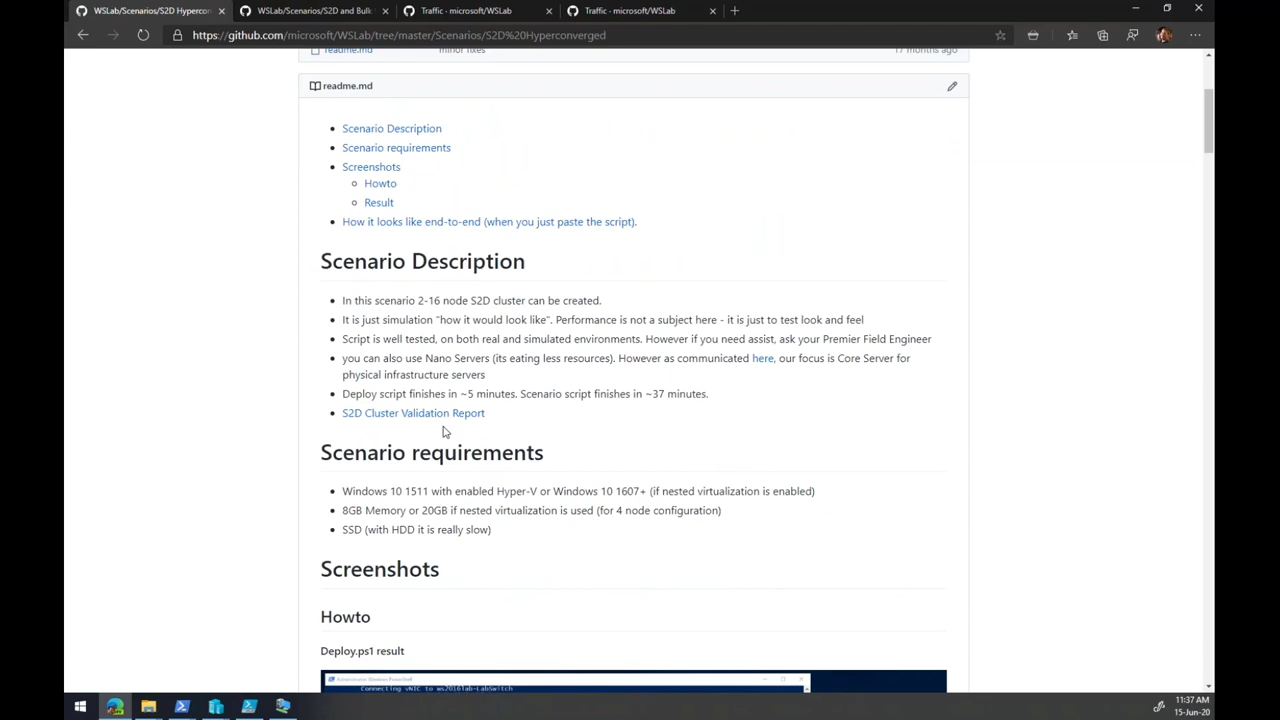 WSLab/Scenarios/S2D Hypercon
WSLab/Scenarios/S2D and Bulk
Traffic - microsoft/WSLab
Traffic - microsoft/WSLab
https://github.com/microsoft/WSLab/tree/master/Scenarios/S2D%20Hyperconverged
readme.md
minor fixes
17 months ago
readme.md
Scenario Description
Scenario requirements
Screenshots
Howto
Result
How it looks like end-to-end (when you just paste the script).
Scenario Description
In this scenario 2-16 node S2D cluster can be created.
It is just simulation "how it would look like". Performance is not a subject here - it is just to test look and feel
Script is well tested, on both real and simulated environments. However if you need assist, ask your Premier Field Engineer
you can also use Nano Servers (its eating less resources). However as communicated here, our focus is Core Server for
physical infrastructure servers
Deploy script finishes in ~5 minutes. Scenario script finishes in ~37 minutes.
S2D Cluster Validation Report
Scenario requirements
Windows 10 1511 with enabled Hyper-V or Windows 10 1607+ (if nested virtualization is enabled)
8GB Memory or 20GB if nested virtualization is used (for 4 node configuration)
SSD (with HDD it is really slow)
Screenshots
Howto
Deploy.ps1 result
Administrator: Windows PowerShell
Connecting vNIC to ws2016lab-LabSwitch
11:37 AM
15-Jun-20